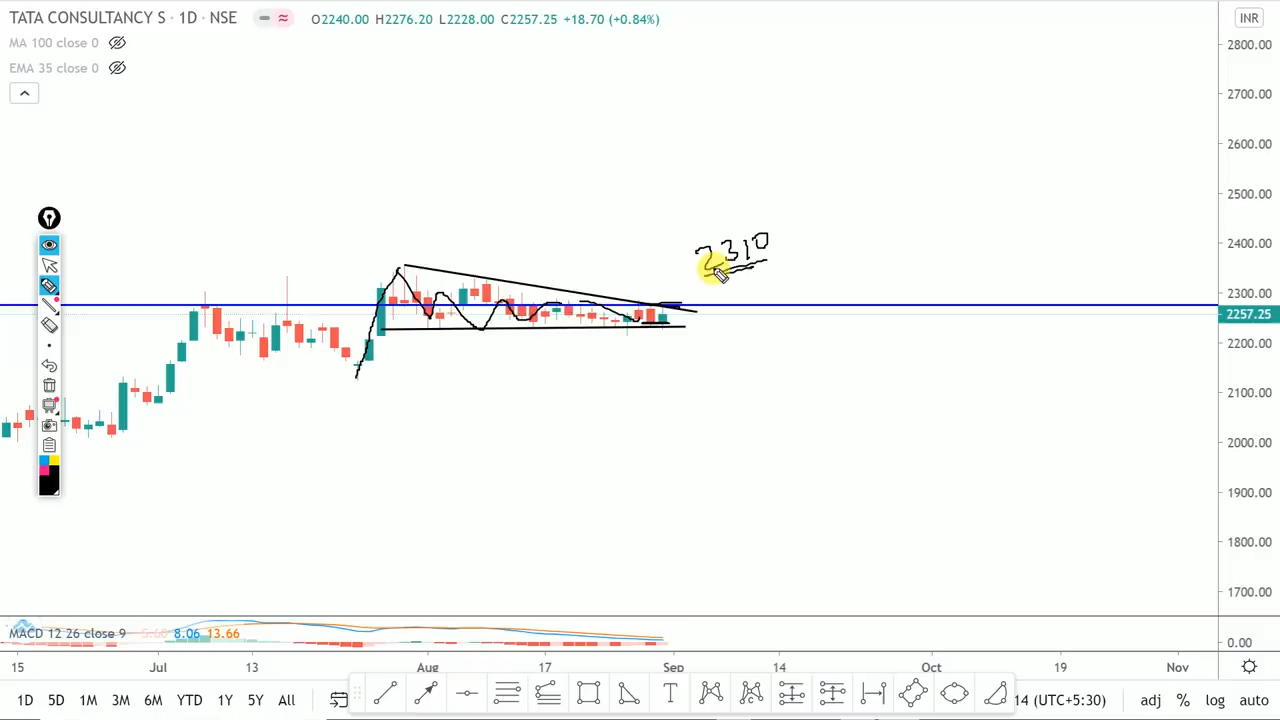 TATA CONSULTANCY S · 1D · NSE O2240.00 H2276.20 L2228.00 C2257.25 +18.70 (+0.84%)
INR
MA 100 close 0
EMA 35 close 0
2800.00
2700.00
2600.00
2500.00
2400.00
2300.00
2257.25
2200.00
2100.00
2000.00
1900.00
1800.00
1700.00
2310
MACD 12 26 close 9 5.60 8.06 13.66
0.00
15 Jul 13 Aug 17 Sep 14 Oct 19 Nov
1D 5D 1M 3M 6M YTD 1Y 5Y All
14 (UTC+5:30) adj % log auto